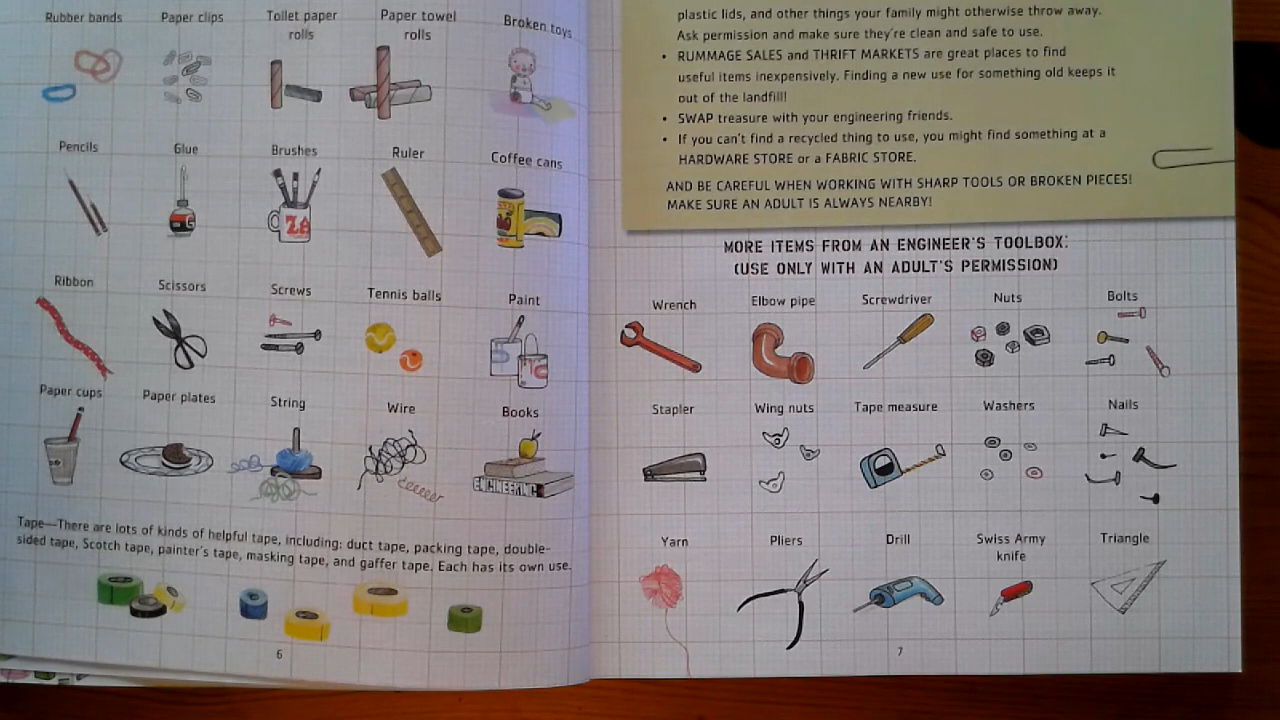 Rubber bands
Paper clips
Toilet paper
rolls
Paper towel
rolls
Broken toys
Pencils
Glue
Brushes
Ruler
Coffee cans
Ribbon
Scissors
Screws
Tennis balls
Paint
Paper cups
Paper plates
String
Wire
Books
ENGINEERING
Tape—There are lots of kinds of helpful tape, including: duct tape, packing tape, double-
sided tape, Scotch tape, painter's tape, masking tape, and gaffer tape. Each has its own use.
6
plastic lids, and other things your family might otherwise throw away.
Ask permission and make sure they're clean and safe to use.
• RUMMAGE SALES and THRIFT MARKETS are great places to find
useful items inexpensively. Finding a new use for something old keeps it
out of the landfill!
• SWAP treasure with your engineering friends.
• If you can't find a recycled thing to use, you might find something at a
HARDWARE STORE or a FABRIC STORE.
AND BE CAREFUL WHEN WORKING WITH SHARP TOOLS OR BROKEN PIECES!
MAKE SURE AN ADULT IS ALWAYS NEARBY!
MORE ITEMS FROM AN ENGINEER'S TOOLBOX:
(USE ONLY WITH AN ADULT'S PERMISSION)
Wrench
Elbow pipe
Screwdriver
Nuts
Bolts
Stapler
Wing nuts
Tape measure
Washers
Nails
Yarn
Pliers
Drill
Swiss Army
knife
Triangle
7